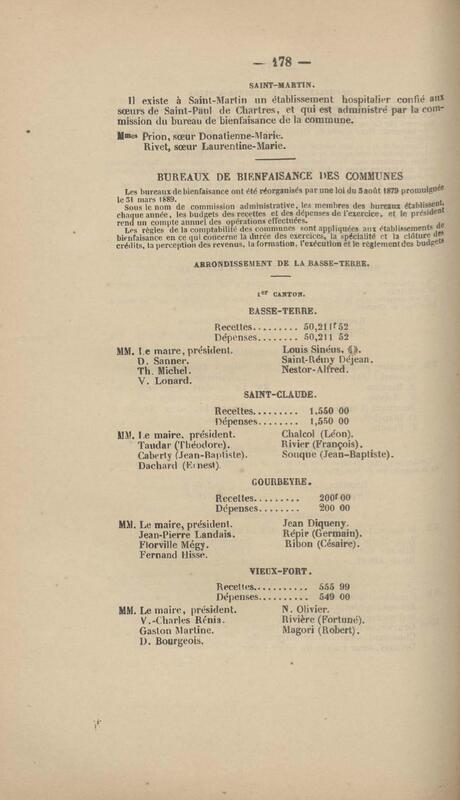 — 178 —
SAINT-MARTIN.
Il existe à Saint-Martin un établissement hospitalier confié aux
sœurs de Saint-Paul de Chartres, et qui est administré par la com-
mission du bureau de bienfaisance de la commune.
Mmes Prion, sœur Donatienne-Marie.
Rivet, sœur Laurentine-Marie.
BUREAUX DE BIENFAISANCE DES COMMUNES
Les bureaux de bienfaisance ont été réorganisés par une loi du 5 août 1879 promulguée
le 31 mars 1889.
Sous le nom de commission administrative, les membres des bureaux établissent,
chaque année, les budgets des recettes et des dépenses de l'exercice, et le président
rend un compte annuel des opérations effectuées.
Les règles de la comptabilité des communes sont appliquées aux établissements de
bienfaisance en ce qui concerne la durée des exercices, la spécialité et la clôture des
crédits, la perception des revenus, la formation, l'exécution et le règlement des budgets
ARRONDISSEMENT DE LA BASSE-TERRE.
1er CANTON.
BASSE-TERRE.
Recettes......... 50,211f 52
Dépenses......... 50,211 52
MM. Le maire, président. Louis Sinéus.
D. Sanner. Saint-Rémy Déjean.
Th. Michel. Nestor-Alfred.
V. Lonard.
SAINT-CLAUDE.
Recettes......... 1,550 00
Dépenses......... 1,550 00
MM. Le maire, président. Chalcol (Léon).
Taudar (Théodore). Rivier (François).
Caberty (Jean-Baptiste). Souque (Jean-Baptiste).
Dachard (Ernest).
GOURBEYRE.
Recettes......... 200f 00
Dépenses......... 200 00
MM. Le maire, président. Jean Diqueny.
Jean-Pierre Landais. Répir (Germain).
Florville Mégy. Ribon (Césaire).
Fernand Hisse.
VIEUX-FORT.
Recettes.......... 555 99
Dépenses......... 549 00
MM. Le maire, président. N. Olivier.
V.-Charles Rénia. Rivière (Fortuné).
Gaston Martine. Magori (Robert).
D. Bourgeois.